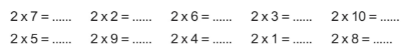 2 x 7 = ...... 2 x 2 = ...... 2 x 6 = ...... 2 x 3 = ...... 2 x 10 = ......
2 x 5 = ...... 2 x 9 = ...... 2 x 4 = ...... 2 x 1 = ...... 2 x 8 = ......